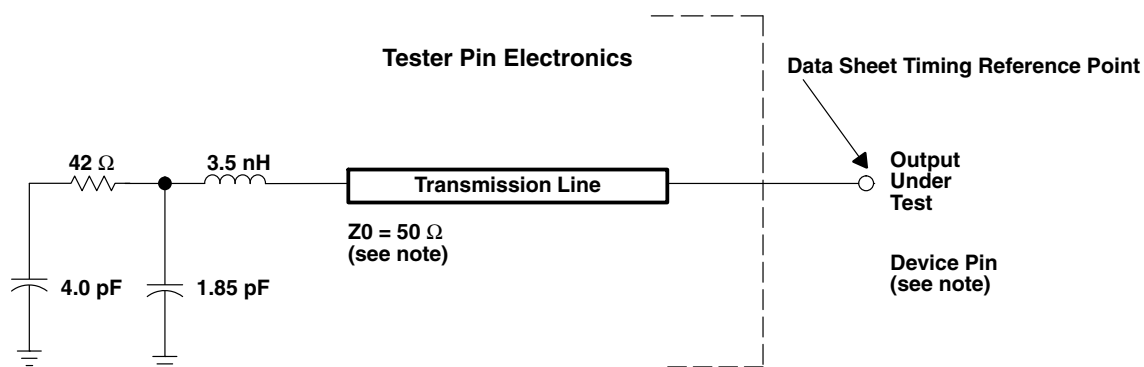 Tester Pin Electronics
Data Sheet Timing Reference Point
42 Ω
3.5 nH
Transmission Line
Output
Under
Test
Z0 = 50 Ω
(see note)
Device Pin
(see note)
4.0 pF
1.85 pF